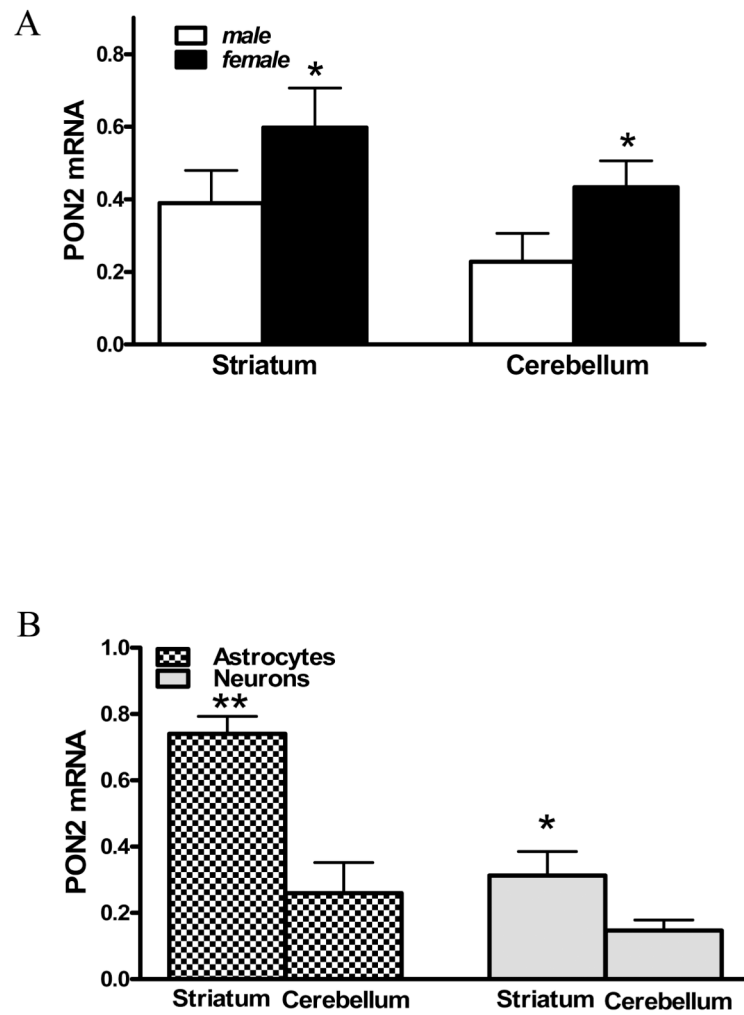 A
male
female
*
*
0.8
0.6
0.4
0.2
0.0
PON2 mRNA
Striatum Cerebellum
B
Astrocytes
Neurons
**
*
1.0
0.8
0.6
0.4
0.2
0.0
PON2 mRNA
Striatum Cerebellum Striatum Cerebellum